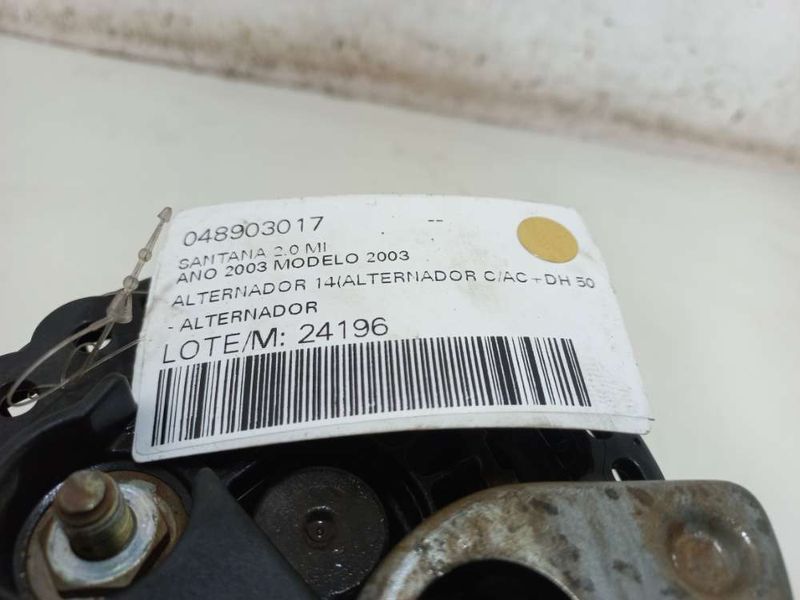 048903017 --
SANTANA 2.0 MI
ANO 2003 MODELO 2003
ALTERNADOR 14(ALTERNADOR C/AC+DH 50
- ALTERNADOR
LOTE/M: 24196